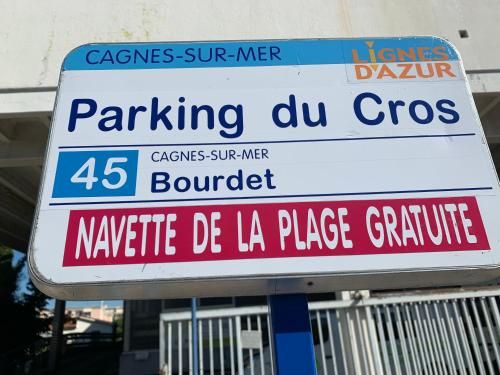 CAGNES-SUR-MER
LIGNES
D'AZUR
Parking du Cros
45
CAGNES-SUR-MER
Bourdet
NAVETTE DE LA PLAGE GRATUITE